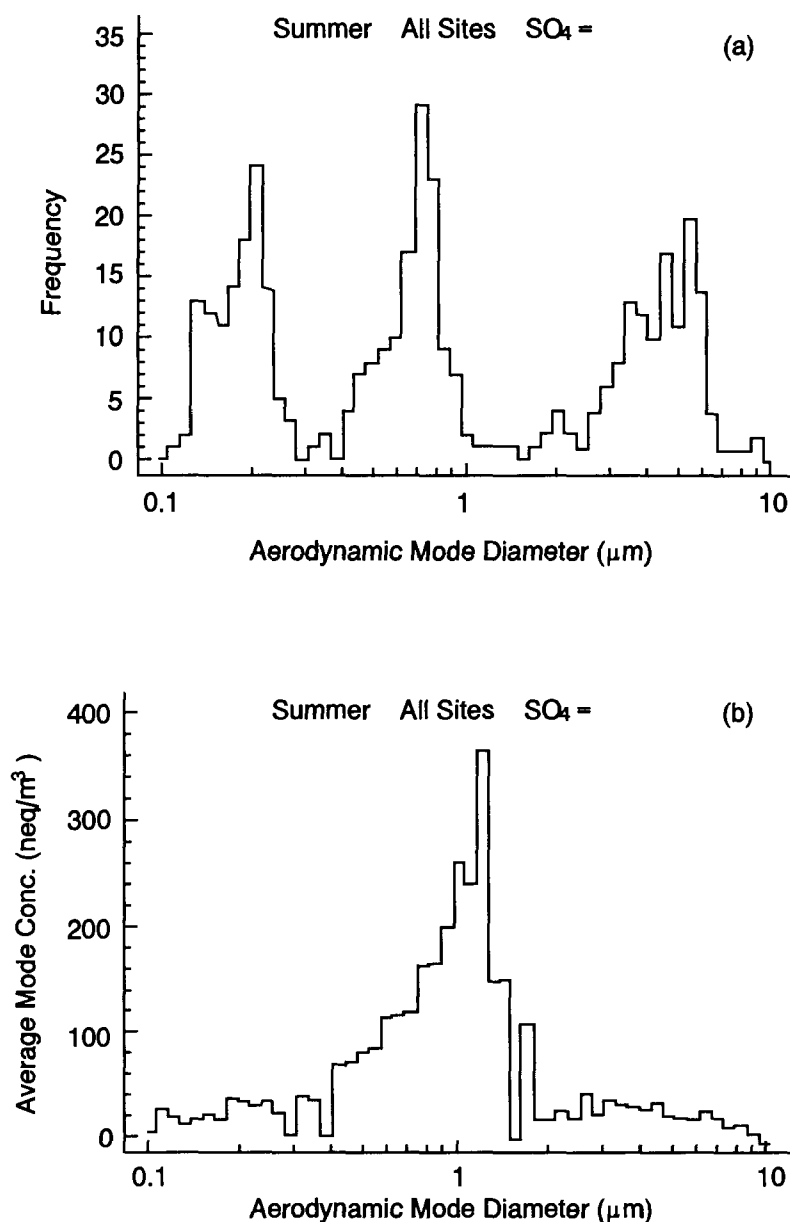 Summer All Sites SO₄ =
(a)
35
30
25
20
15
10
5
0
Frequency
0.1 1 10
Aerodynamic Mode Diameter (μm)
Summer All Sites SO₄ =
(b)
400
300
200
100
0
Average Mode Conc. (neq/m³)
0.1 1 10
Aerodynamic Mode Diameter (μm)